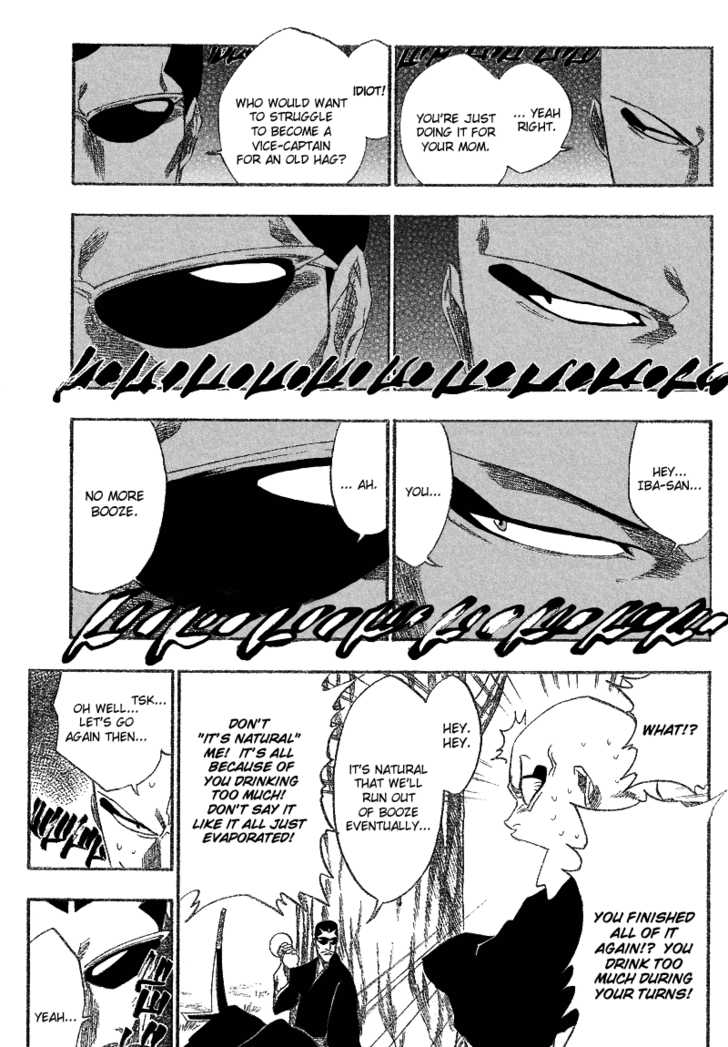 ... YEAH
RIGHT.
YOU'RE JUST
DOING IT FOR
YOUR MOM.
IDIOT!
WHO WOULD WANT
TO STRUGGLE
TO BECOME A
VICE-CAPTAIN
FOR AN OLD HAG?
HEY...
IBA-SAN...
YOU...
... AH.
NO MORE
BOOZE.
WHAT!?
YOU FINISHED
ALL OF IT
AGAIN!? YOU
DRINK TOO
MUCH DURING
YOUR TURNS!
HEY.
HEY.
IT'S NATURAL
THAT WE'LL
RUN OUT
OF BOOZE
EVENTUALLY...
DON'T
"IT'S NATURAL"
ME! IT'S ALL
BECAUSE OF
YOU DRINKING
TOO MUCH!
DON'T SAY IT
LIKE IT ALL JUST
EVAPORATED!
TSK...
OH WELL...
LET'S GO
AGAIN THEN...
YEAH...